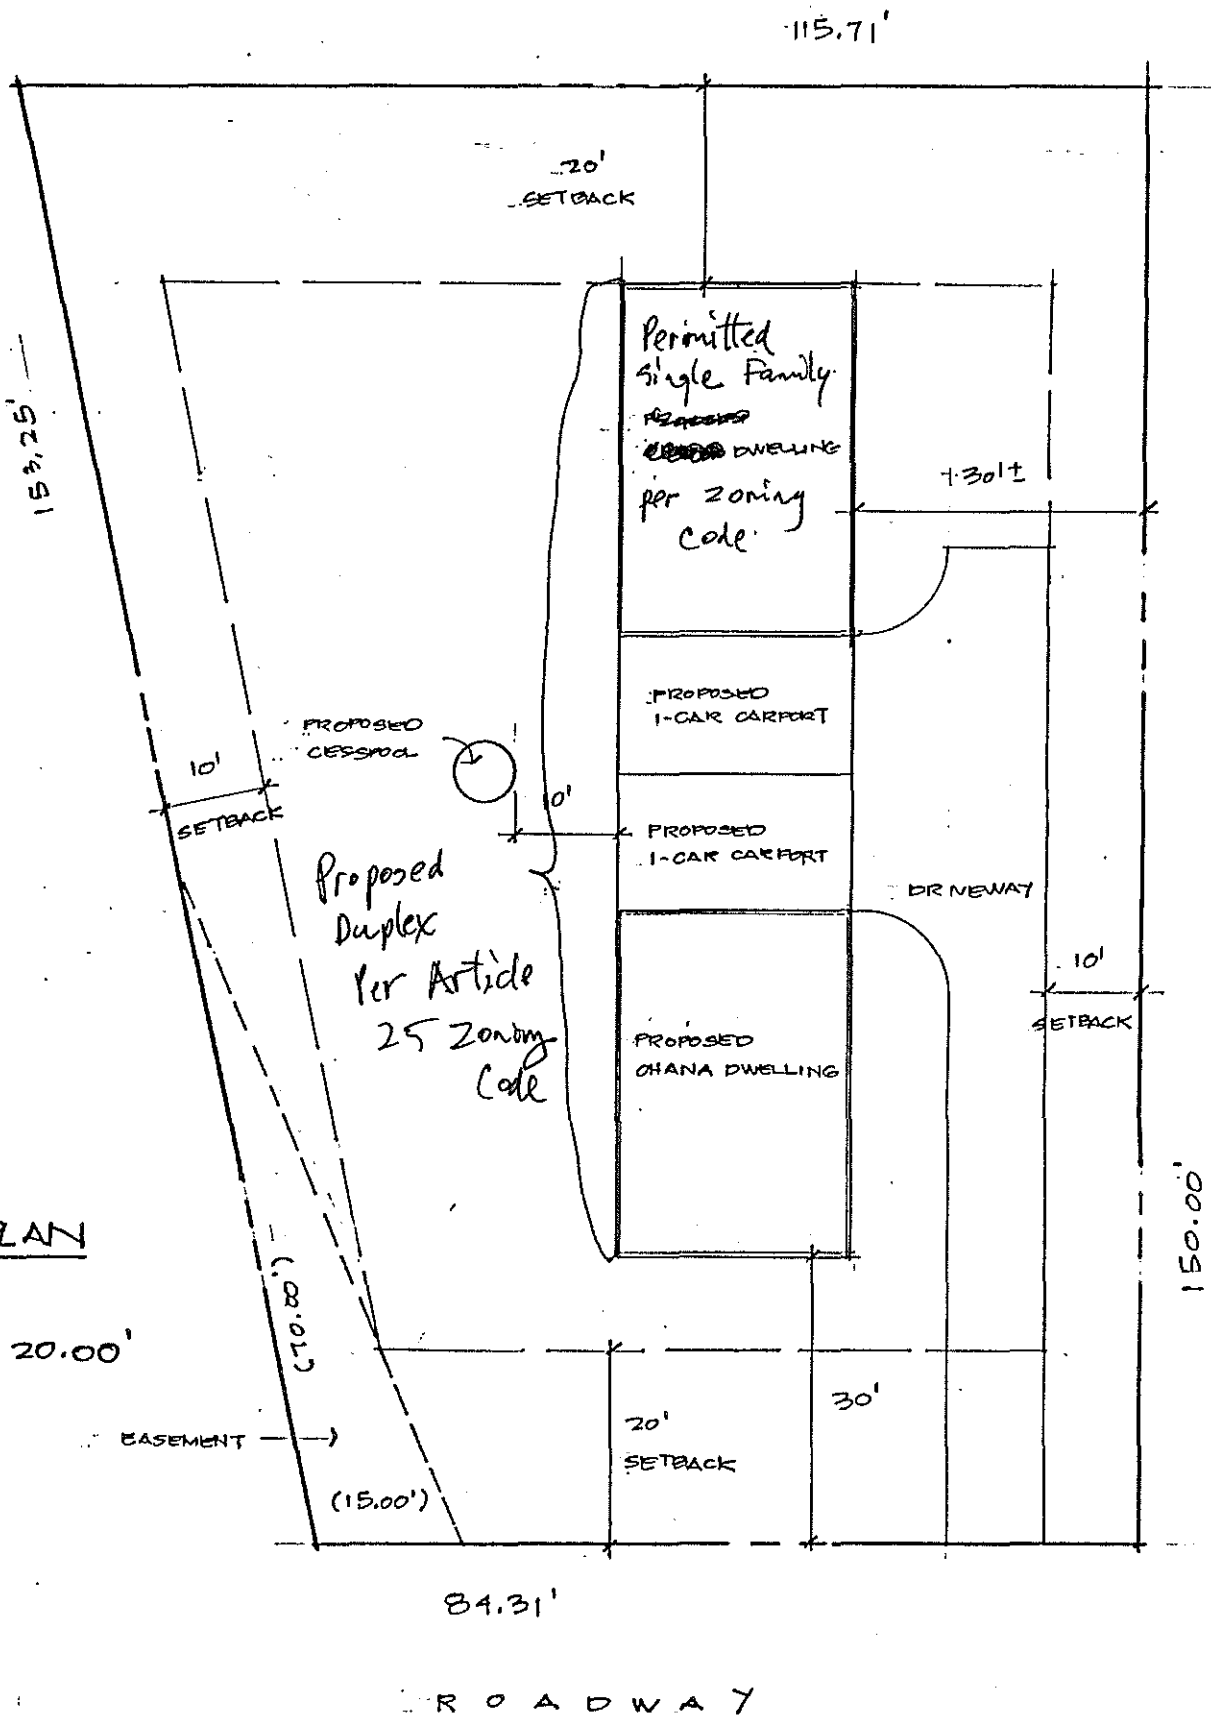 115.71'
20'
SETBACK
Permitted
Single Family
DWELLING
per Zoning
Code.
153.25'
+30'±
PROPOSED
1-CAR CARPORT
PROPOSED
CESSPOOL
10'
SETBACK
0'
PROPOSED
1-CAR CARPORT
DRIVEWAY
Proposed
Duplex
Per Article
25 Zoning
Code
10'
SETBACK
PROPOSED
OHANA DWELLING
150.00'
LAN
(70.00')
20.00'
30'
20'
SETBACK
EASEMENT
(15.00')
84.31'
ROADWAY